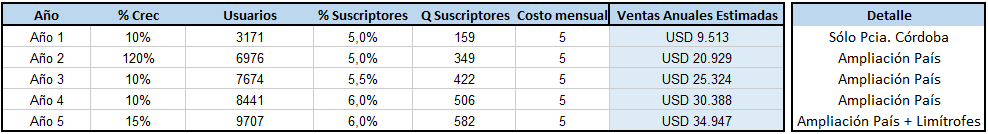 Año % Crec Usuarios % Suscriptores Q Suscriptores Costo mensual Ventas Anuales Estimadas Detalle
Año 1 10% 3171 5,0% 159 5 USD 9.513 Sólo Pcia. Córdoba
Año 2 120% 6976 5,0% 349 5 USD 20.929 Ampliación País
Año 3 10% 7674 5,5% 422 5 USD 25.324 Ampliación País
Año 4 10% 8441 6,0% 506 5 USD 30.388 Ampliación País
Año 5 15% 9707 6,0% 582 5 USD 34.947 Ampliación País + Limítrofes